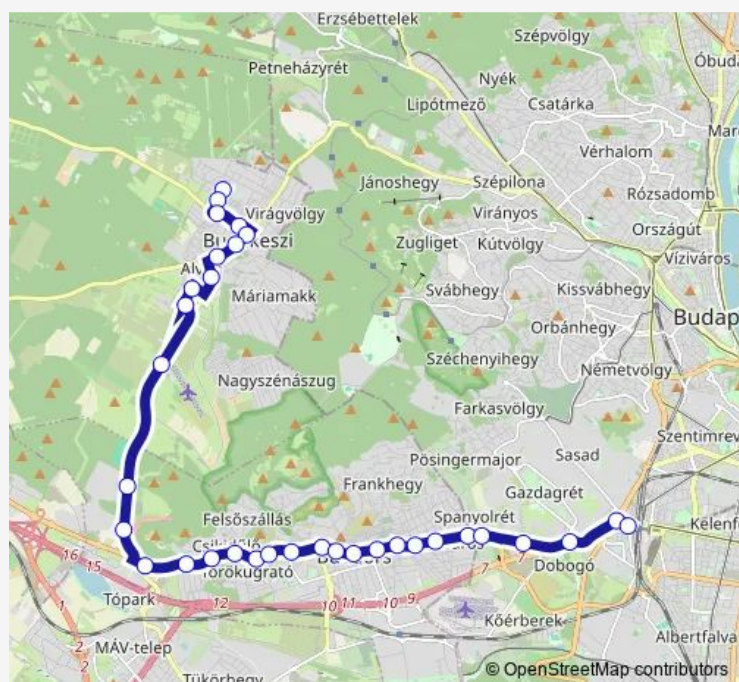 Erzsébettelek
Szépvölgy
Petneházyrét
Nyék
Óbuda
Lipótmező
Csatárka
Vérhalom
Jánoshegy
Szépilona
Rózsadomb
Virágvölgy
Virányos
Országút
Zugliget
Kútvölgy
Víziváros
Máriamakk
Svábhegy
Kissvábhegy
Budap
Orbánhegy
Széchenyihegy
Németvölgy
Nagyszénászug
Farkasvölgy
Szentimrev
Pösingermajor
Sasad
Frankhegy
Gazdagrét
Felsőszállás
Spanyolrét
Kelenf
Csiki
Törökugrató
Dobogó
16
15
12
7
Tópark
12
10
11
10
9
1
2
Kőérberek
MÁV-telep
Albertfalva
Tükörhegy
© OpenStreetMap contributors